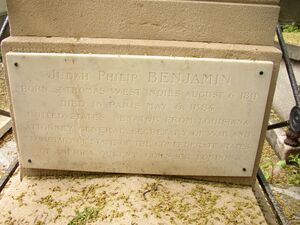 JUDAH PHILIP BENJAMIN
BORN ST THOMAS WEST INDIES AUGUST 6 1811
DIED IN PARIS MAY 6 1884
UNITED STATES SENATOR FROM LOUISIANA
ATTORNEY GENERAL, SECRETARY OF WAR AND
SECRETARY OF STATE OF THE CONFEDERATE STATES